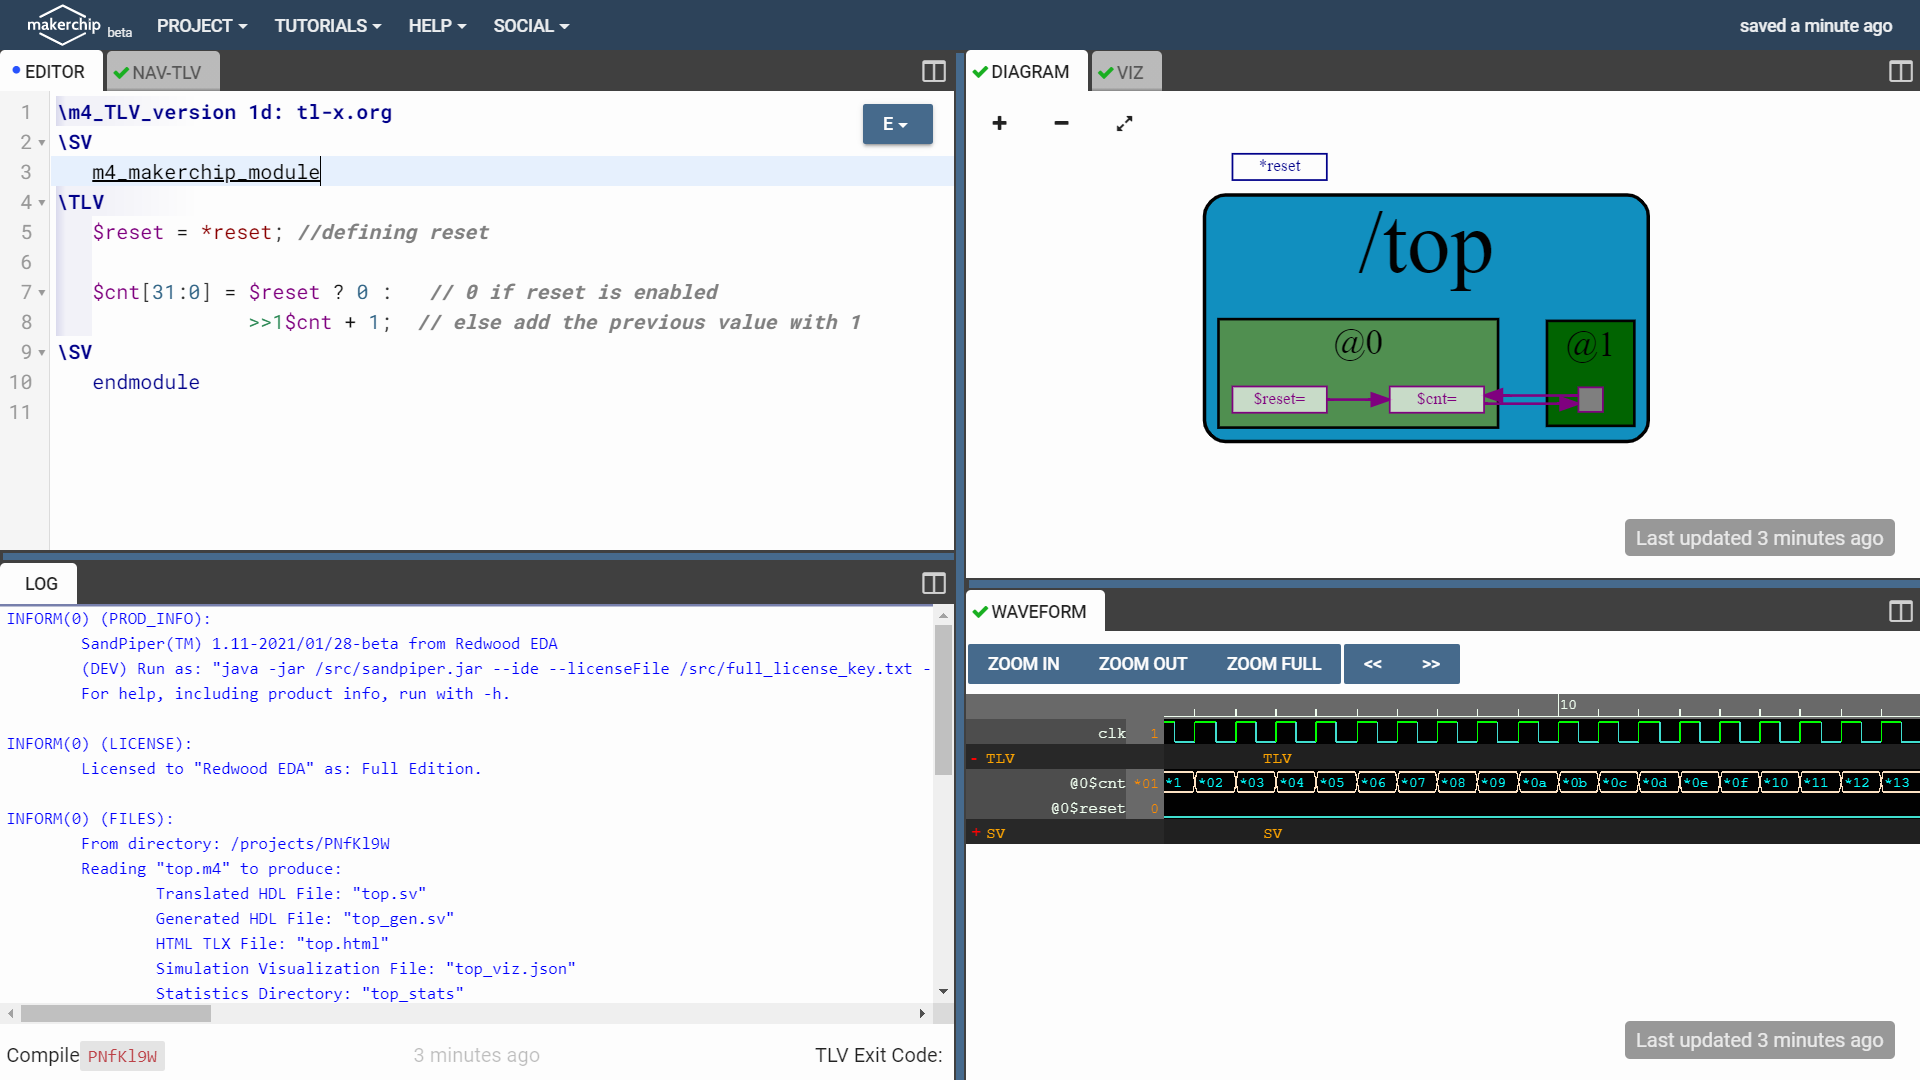 makerchip beta PROJECT TUTORIALS HELP SOCIAL saved a minute ago
EDITOR NAV-TLV
E
1 \m4_TLV_version 1d: tl-x.org
2 \SV
3 m4_makerchip_module
4 \TLV
5 $reset = *reset; //defining reset
6
7 $cnt[31:0] = $reset ? 0 : // 0 if reset is enabled
8 >>1$cnt + 1; // else add the previous value with 1
9 \SV
10 endmodule
11
LOG
INFORM(0) (PROD_INFO):
SandPiper(TM) 1.11-2021/01/28-beta from Redwood EDA
(DEV) Run as: "java -jar /src/sandpiper.jar --ide --licenseFile /src/full_license_key.txt -
For help, including product info, run with -h.
INFORM(0) (LICENSE):
Licensed to "Redwood EDA" as: Full Edition.
INFORM(0) (FILES):
From directory: /projects/PNfKl9W
Reading "top.m4" to produce:
Translated HDL File: "top.sv"
Generated HDL File: "top_gen.sv"
HTML TLX File: "top.html"
Simulation Visualization File: "top_viz.json"
Statistics Directory: "top_stats"
Compile PNfKl9W 3 minutes ago TLV Exit Code:
DIAGRAM VIZ
*reset
/top
@0 @1
$reset= $cnt=
Last updated 3 minutes ago
WAVEFORM
ZOOM IN ZOOM OUT ZOOM FULL << >>
10
clk 1
- TLV TLV
@0$cnt *01 *1 *02 *03 *04 *05 *06 *07 *08 *09 *0a *0b *0c *0d *0e *0f *10 *11 *12 *13
@0$reset 0
+ SV SV
Last updated 3 minutes ago